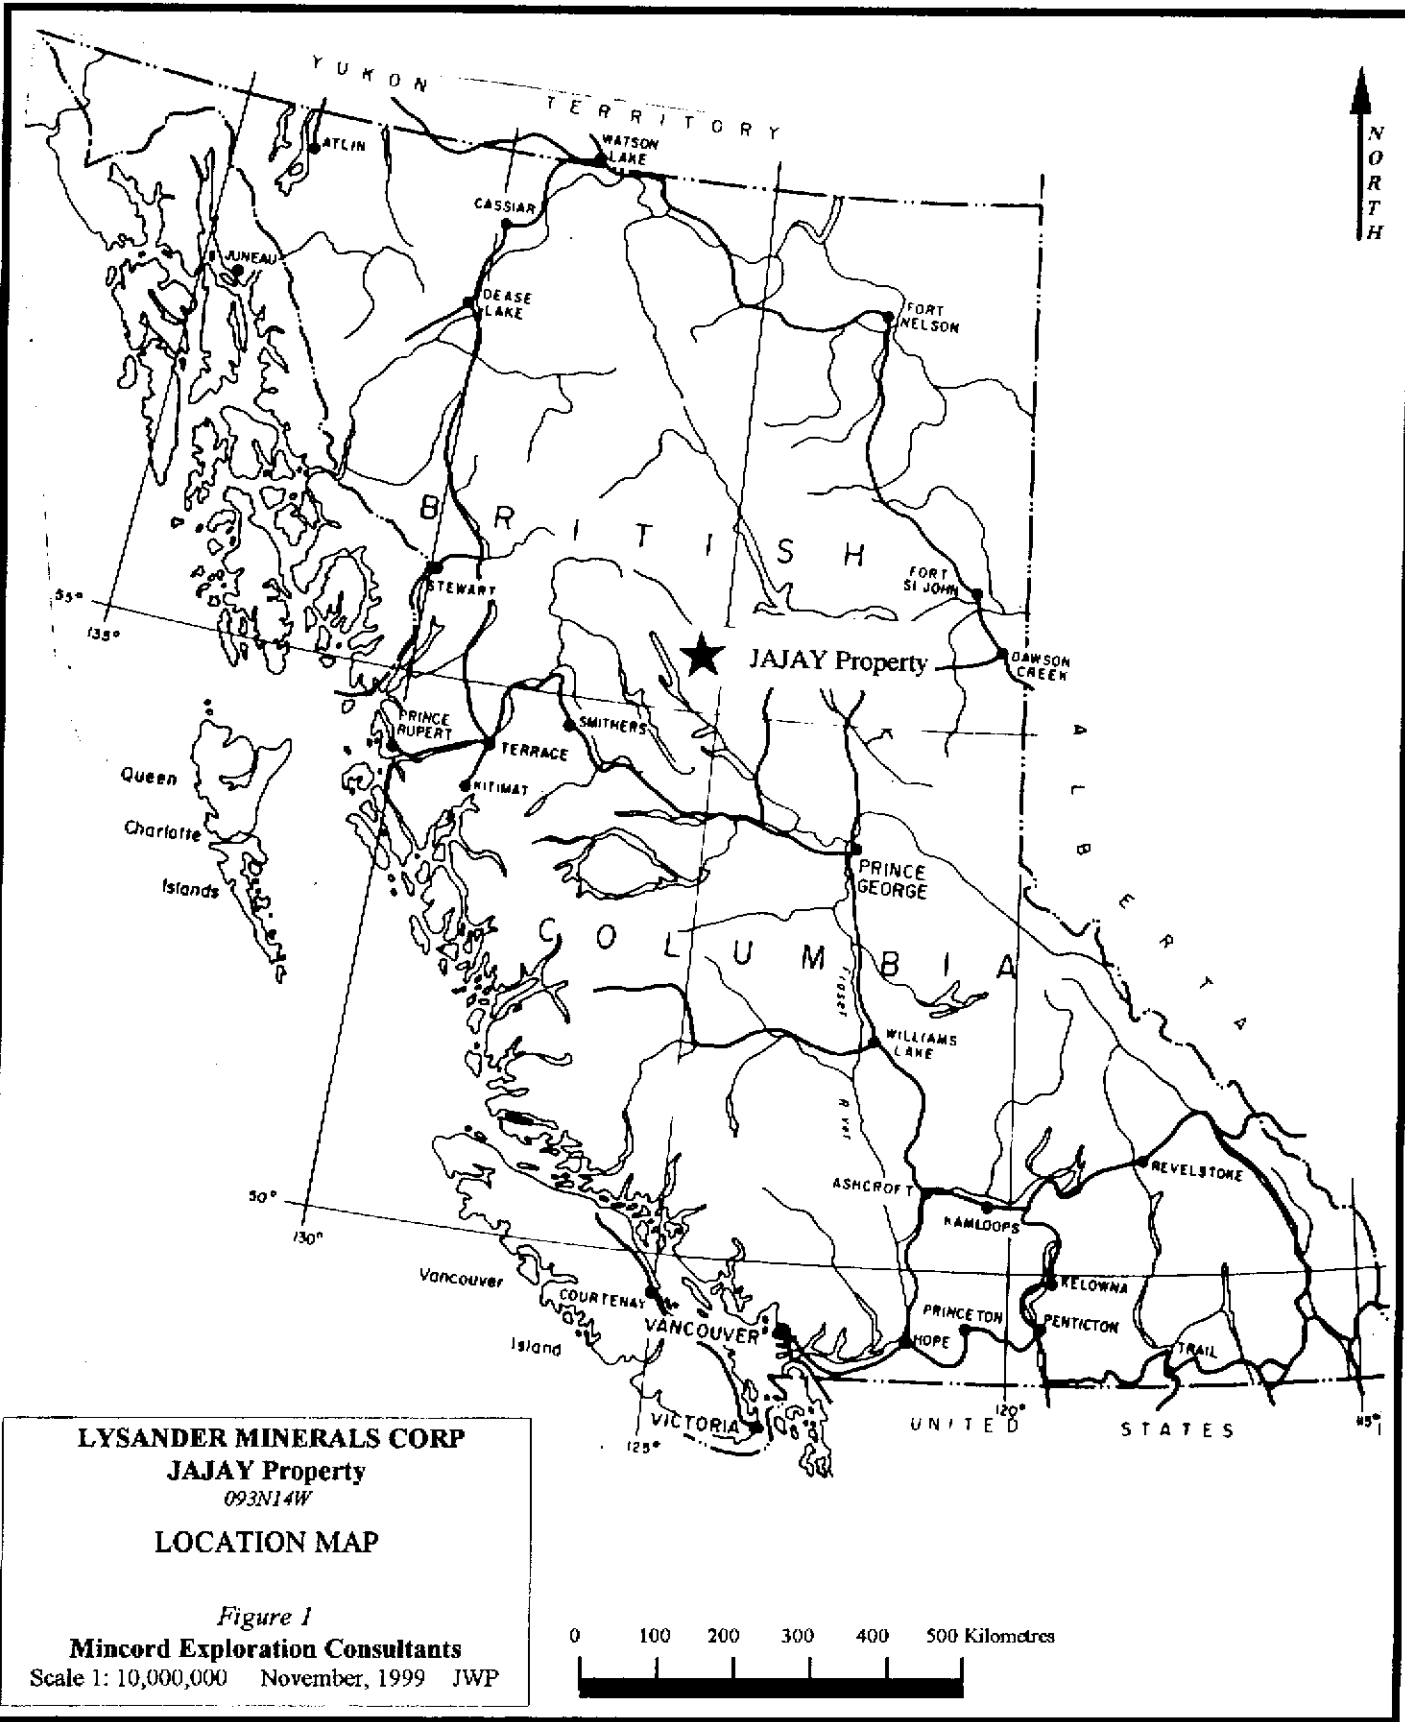 YUKON TERRITORY
NORTH
ATLIN
WATSON
LAKE
CASSIAR
JUNEAU
DEASE
LAKE
FORT
NELSON
BRITISH
STEWART
FORT
ST JOHN
55°
135°
JAJAY Property
DAWSON
CREEK
PRINCE
RUPERT
SMITHERS
TERRACE
KITIMAT
ALBERTA
Queen
Charlotte
Islands
PRINCE
GEORGE
COLUMBIA
Fraser
River
WILLIAMS
LAKE
REVELSTOKE
ASHCROFT
KAMLOOPS
50°
130°
Vancouver
Island
KELOWNA
COURTENAY
PRINCETON
VANCOUVER
HOPE
PENTICTON
TRAIL
VICTORIA
125°
120°
115°
UNITED STATES
LYSANDER MINERALS CORP
JAJAY Property
093N14W
LOCATION MAP
Figure 1
Mincord Exploration Consultants
Scale 1: 10,000,000 November, 1999 JWP
0 100 200 300 400 500 Kilometres